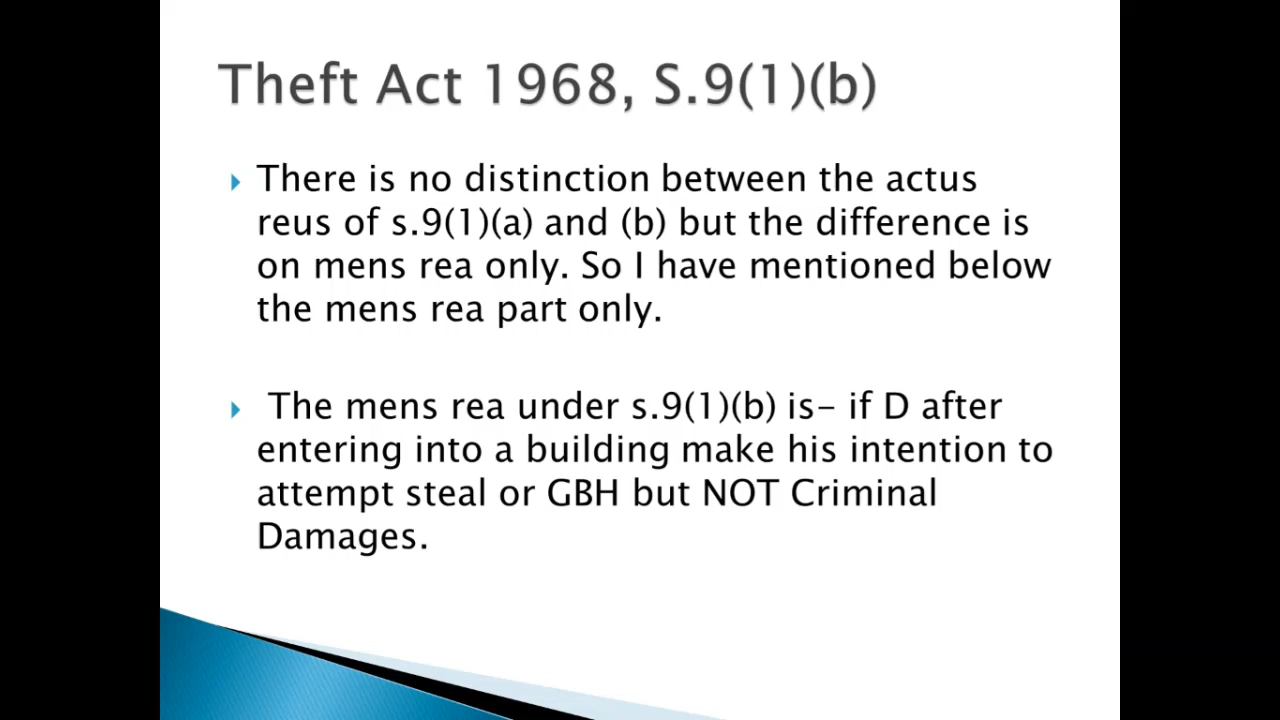 Theft Act 1968, S.9(1)(b)
There is no distinction between the actus
reus of s.9(1)(a) and (b) but the difference is
on mens rea only. So I have mentioned below
the mens rea part only.
The mens rea under s.9(1)(b) is- if D after
entering into a building make his intention to
attempt steal or GBH but NOT Criminal
Damages.